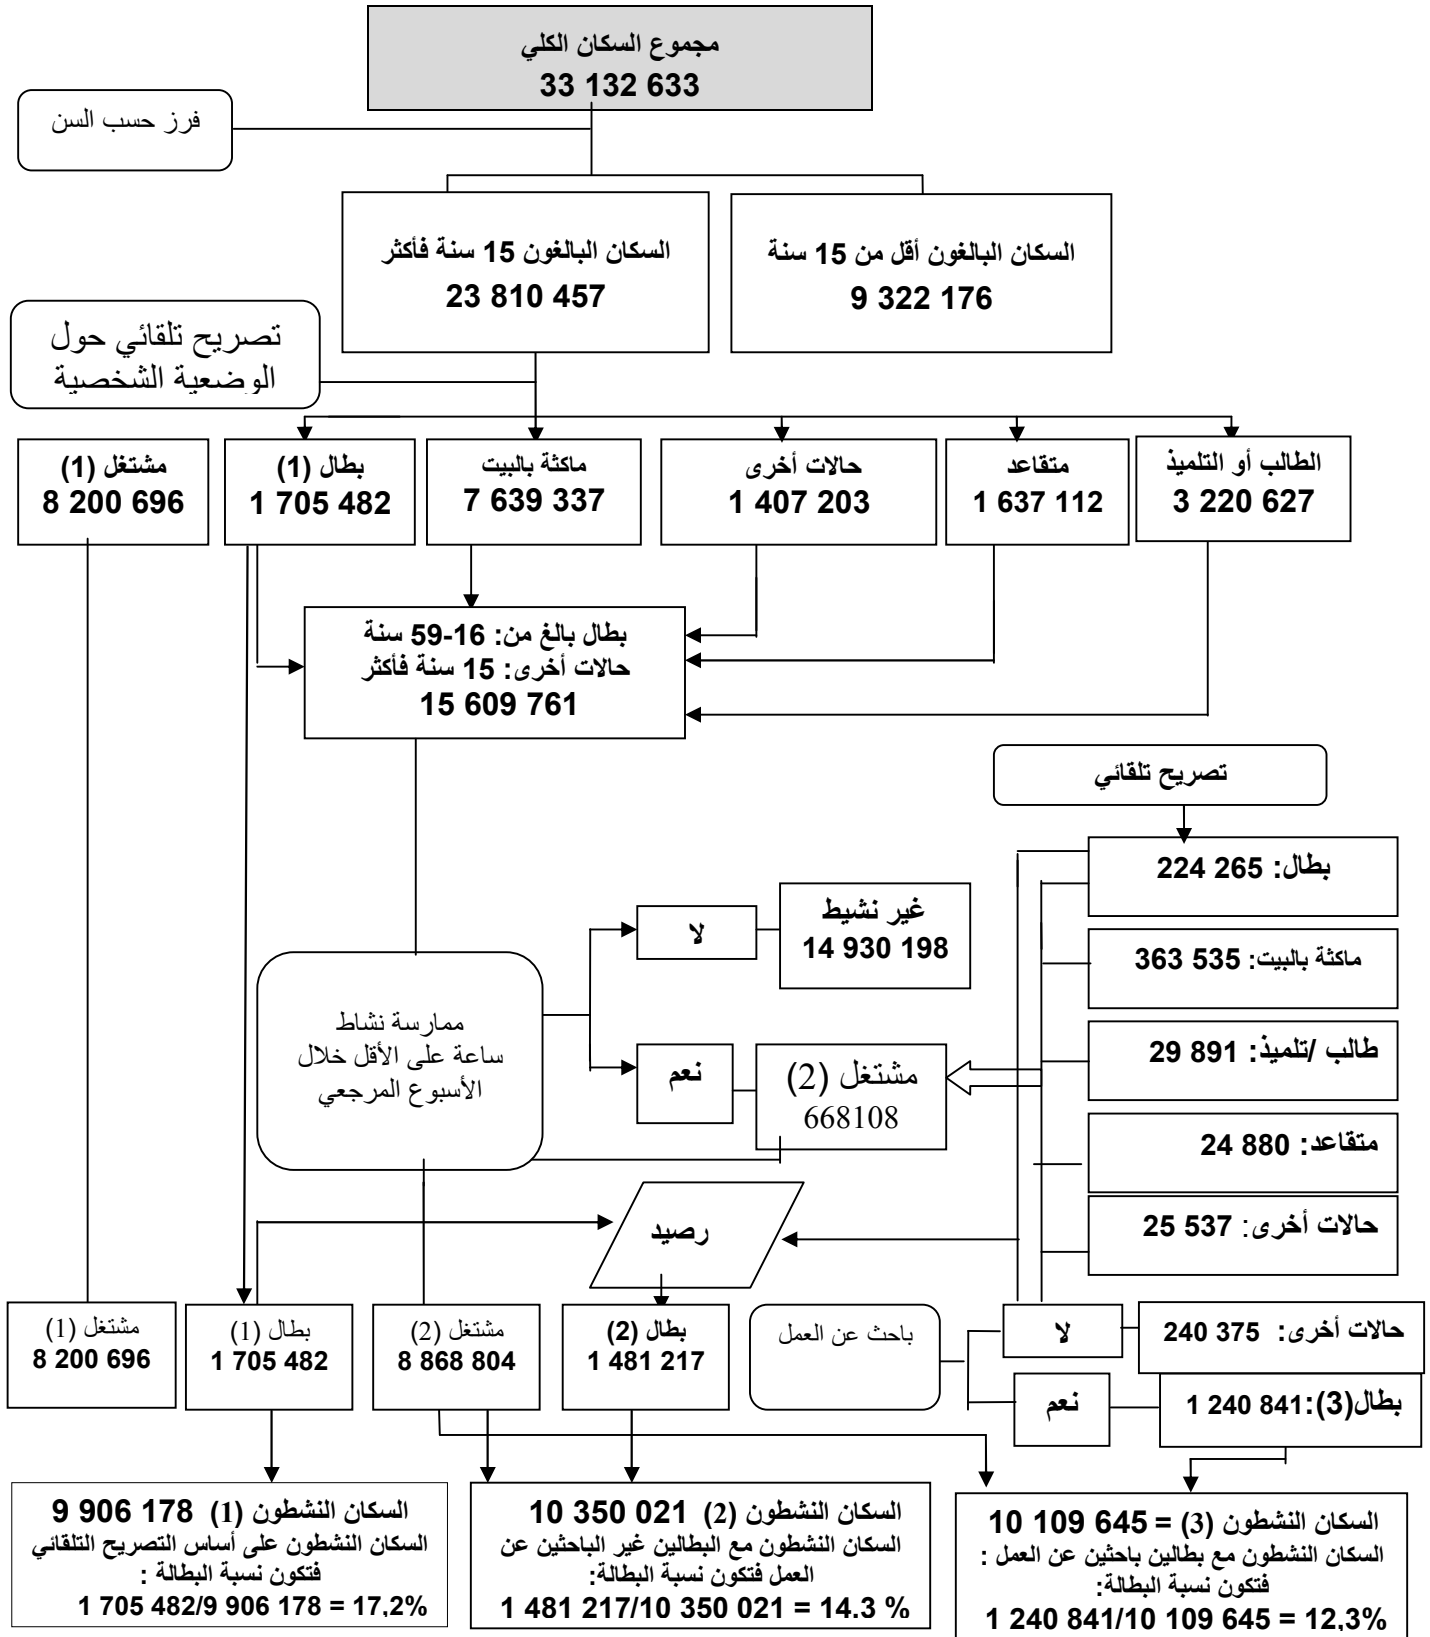 مجموع السكان الكلي
33 132 633
فرز حسب السن
السكان البالغون 15 سنة فأكثر
23 810 457
السكان البالغون أقل من 15 سنة
9 322 176
تصريح تلقائي حول
الوضعية الشخصية
مشتغل (1)
8 200 696
بطال (1)
1 705 482
ماكثة بالبيت
7 639 337
حالات أخرى
1 407 203
متقاعد
1 637 112
الطالب أو التلميذ
3 220 627
بطال بالغ من: 16-59 سنة
حالات أخرى: 15 سنة فأكثر
15 609 761
تصريح تلقائي
بطال: 265 224
ماكثة بالبيت: 535 363
طالب /تلميذ: 891 29
متقاعد: 880 24
حالات أخرى: 537 25
غير نشيط
14 930 198
لا
ممارسة نشاط
ساعة على الأقل خلال
الأسبوع المرجعي
نعم
مشتغل (2)
668108
رصيد
مشتغل (1)
8 200 696
بطال (1)
1 705 482
مشتغل (2)
8 868 804
بطال (2)
1 481 217
باحث عن العمل
لا
حالات أخرى: 375 240
نعم
بطال(3):841 240 1
السكان النشطون (1) 9 906 178
السكان النشطون على أساس التصريح التلقائي
فتكون نسبة البطالة :
1 705 482/9 906 178 = 17,2%
السكان النشطون (2) 10 350 021
السكان النشطون مع البطالين غير الباحثين عن
العمل فتكون نسبة البطالة:
1 481 217/10 350 021 = 14.3 %
السكان النشطون (3) = 10 109 645
السكان النشطون مع بطالين باحثين عن العمل :
فتكون نسبة البطالة:
1 240 841/10 109 645 = 12,3%